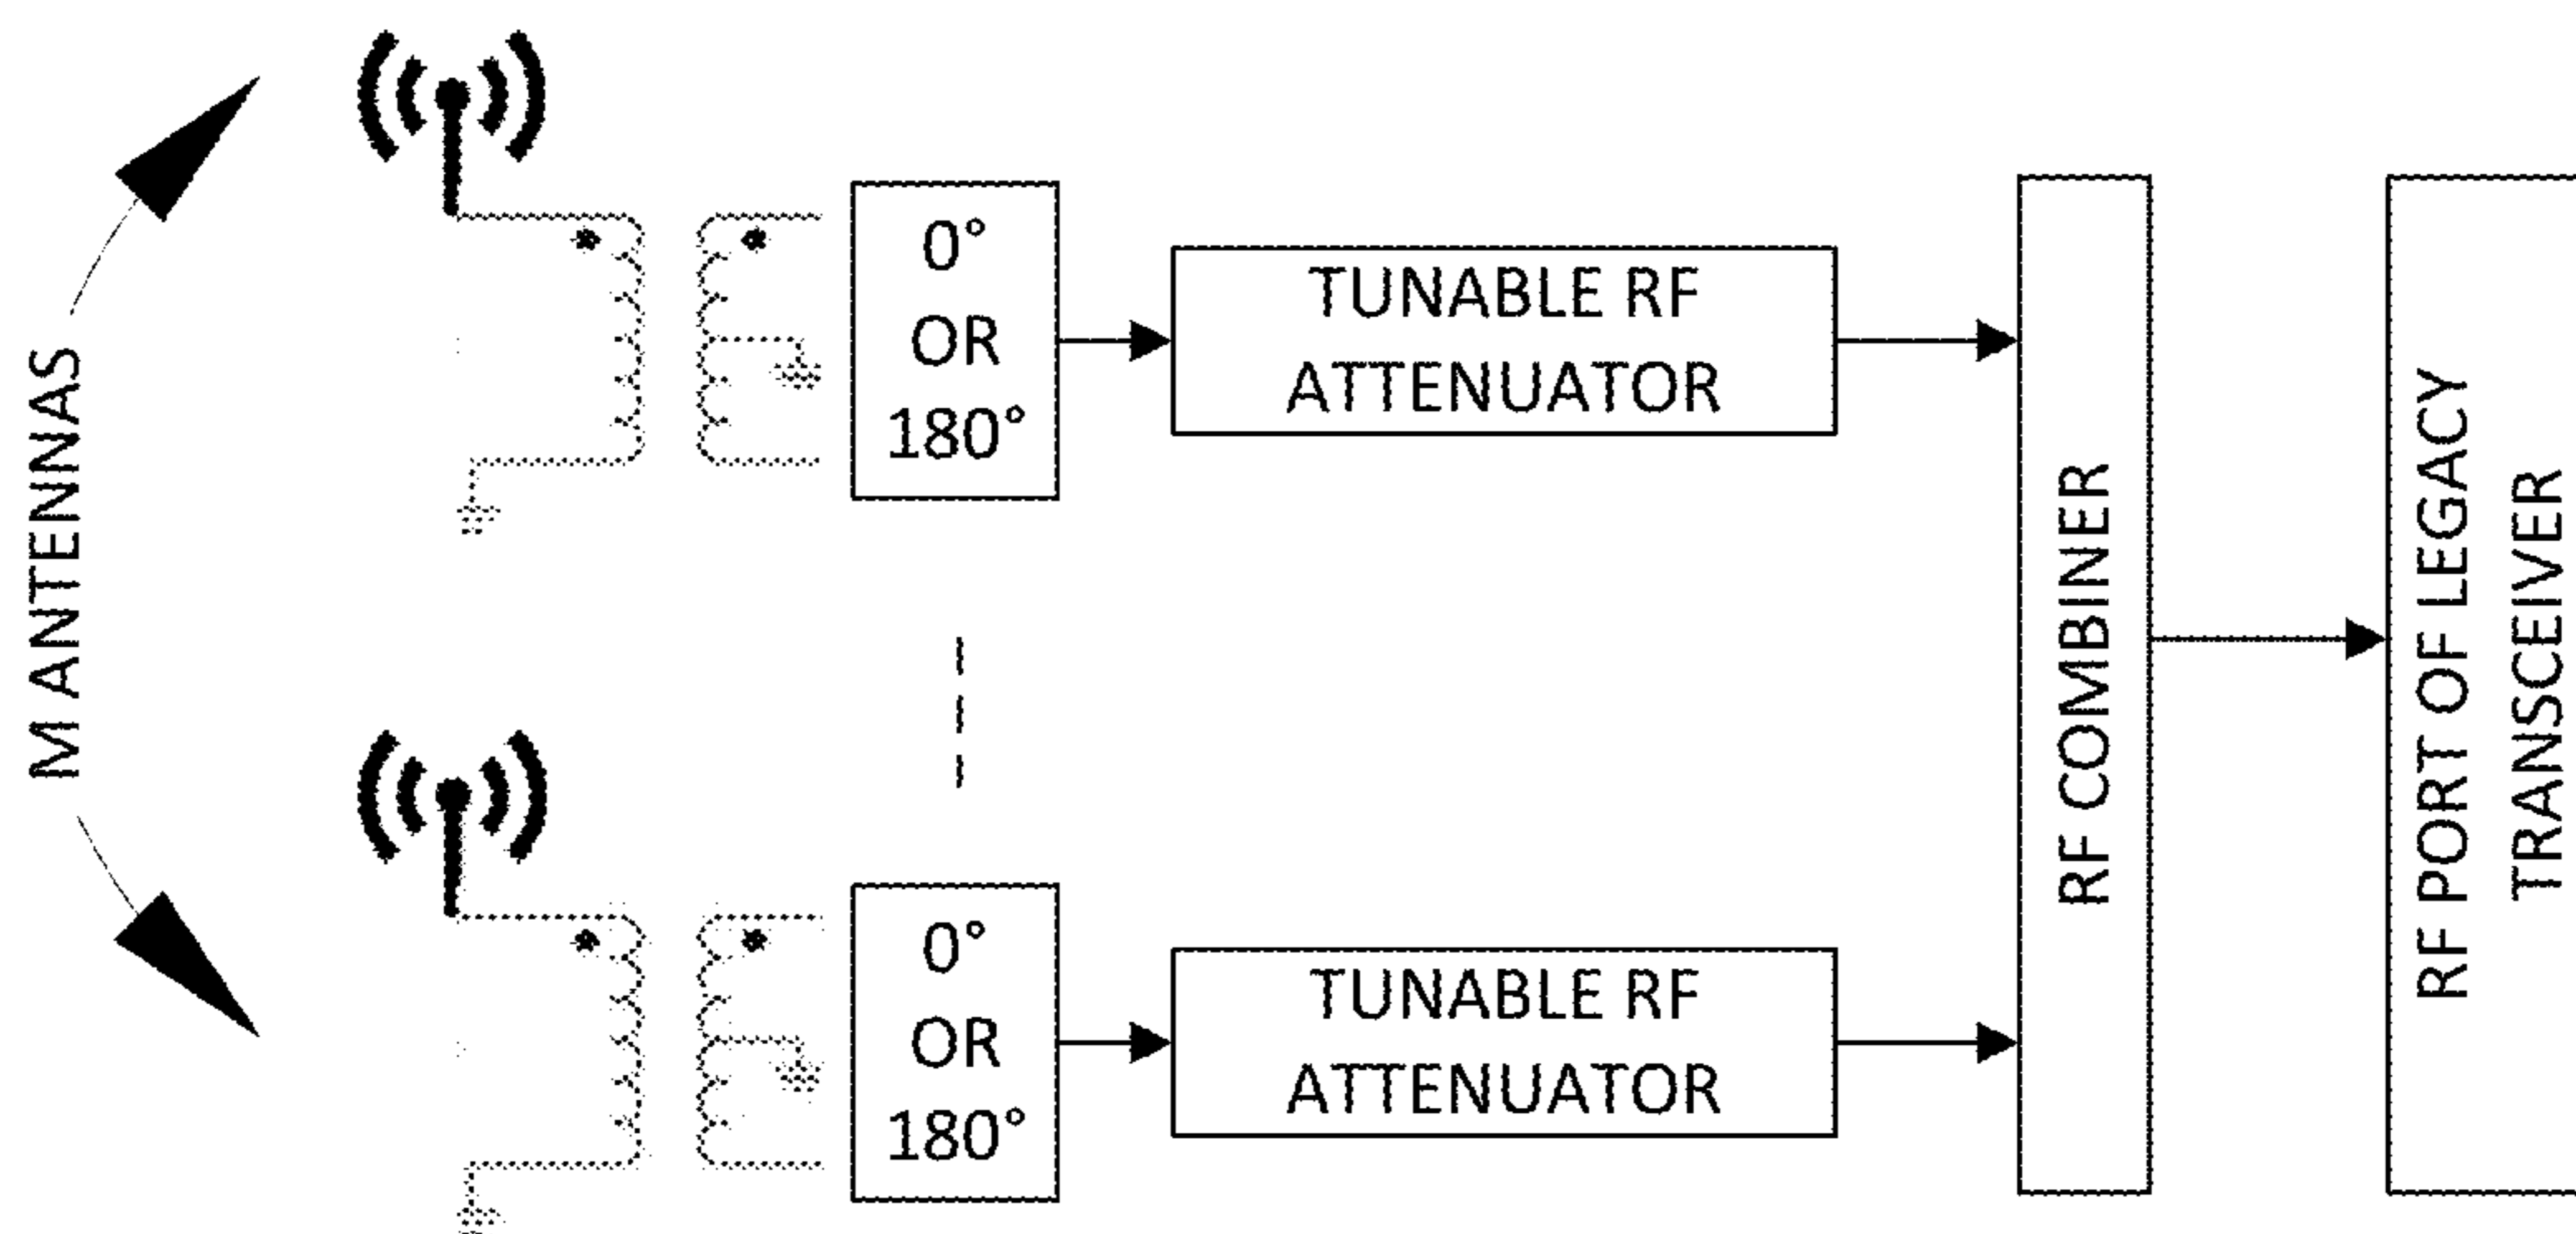 M ANTENNAS
0°
OR
180°
TUNABLE RF
ATTENUATOR
0°
OR
180°
TUNABLE RF
ATTENUATOR
RF COMBINER
RF PORT OF LEGACY
TRANSCEIVER